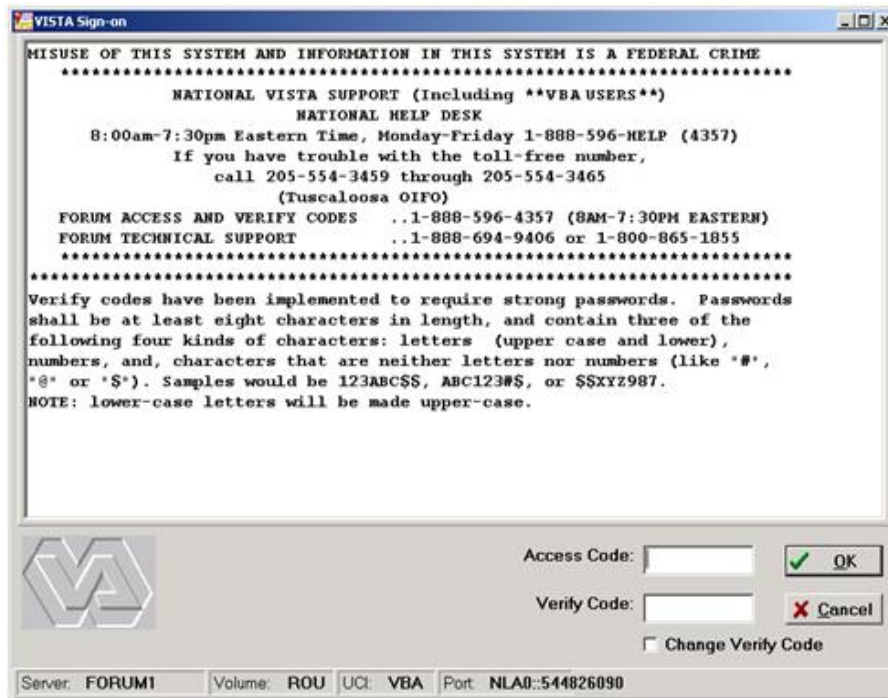 VISTA Sign-on
MISUSE OF THIS SYSTEM AND INFORMATION IN THIS SYSTEM IS A FEDERAL CRIME
***********************************************************************
NATIONAL VISTA SUPPORT (Including **VBA USERS**)
NATIONAL HELP DESK
8:00am-7:30pm Eastern Time, Monday-Friday 1-888-596-HELP (4357)
If you have trouble with the toll-free number,
call 205-554-3459 through 205-554-3465
(Tuscaloosa OIFO)
FORUM ACCESS AND VERIFY CODES ..1-888-596-4357 (8AM-7:30PM EASTERN)
FORUM TECHNICAL SUPPORT ..1-888-694-9406 or 1-800-865-1855
***********************************************************************
**************************************************************************
Verify codes have been implemented to require strong passwords. Passwords
shall be at least eight characters in length, and contain three of the
following four kinds of characters: letters (upper case and lower),
numbers, and, characters that are neither letters nor numbers (like "#",
"@" or "$"). Samples would be 123ABC$$, ABC123#$, or $$XYZ987.
NOTE: lower-case letters will be made upper-case.
Access Code:
OK
Verify Code:
Cancel
Change Verify Code
Server: FORUM1 Volume: ROU UCI: VBA Port: NLA0::544826090